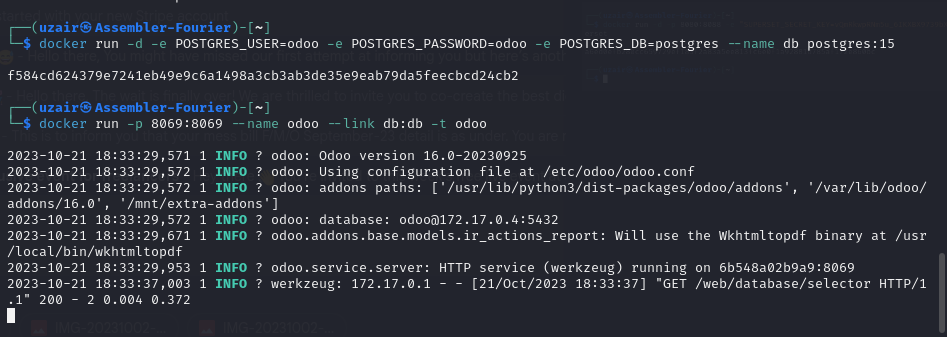 ┌──(uzair㉿Assembler-Fourier)-[~]
└─$ docker run -d -e POSTGRES_USER=odoo -e POSTGRES_PASSWORD=odoo -e POSTGRES_DB=postgres --name db postgres:15
f584cd624379e7241eb49e9c6a1498a3cb3ab3de35e9eab79da5feecbcd24cb2
┌──(uzair㉿Assembler-Fourier)-[~]
└─$ docker run -p 8069:8069 --name odoo --link db:db -t odoo
2023-10-21 18:33:29,571 1 INFO ? odoo: Odoo version 16.0-20230925
2023-10-21 18:33:29,572 1 INFO ? odoo: Using configuration file at /etc/odoo/odoo.conf
2023-10-21 18:33:29,572 1 INFO ? odoo: addons paths: ['/usr/lib/python3/dist-packages/odoo/addons', '/var/lib/odoo/
addons/16.0', '/mnt/extra-addons']
2023-10-21 18:33:29,572 1 INFO ? odoo: database: odoo@172.17.0.4:5432
2023-10-21 18:33:29,671 1 INFO ? odoo.addons.base.models.ir_actions_report: Will use the Wkhtmltopdf binary at /usr
/local/bin/wkhtmltopdf
2023-10-21 18:33:29,953 1 INFO ? odoo.service.server: HTTP service (werkzeug) running on 6b548a02b9a9:8069
2023-10-21 18:33:37,003 1 INFO ? werkzeug: 172.17.0.1 - - [21/Oct/2023 18:33:37] "GET /web/database/selector HTTP/1
.1" 200 - 2 0.004 0.372
IMG-20231002-... IMG-20231002-...